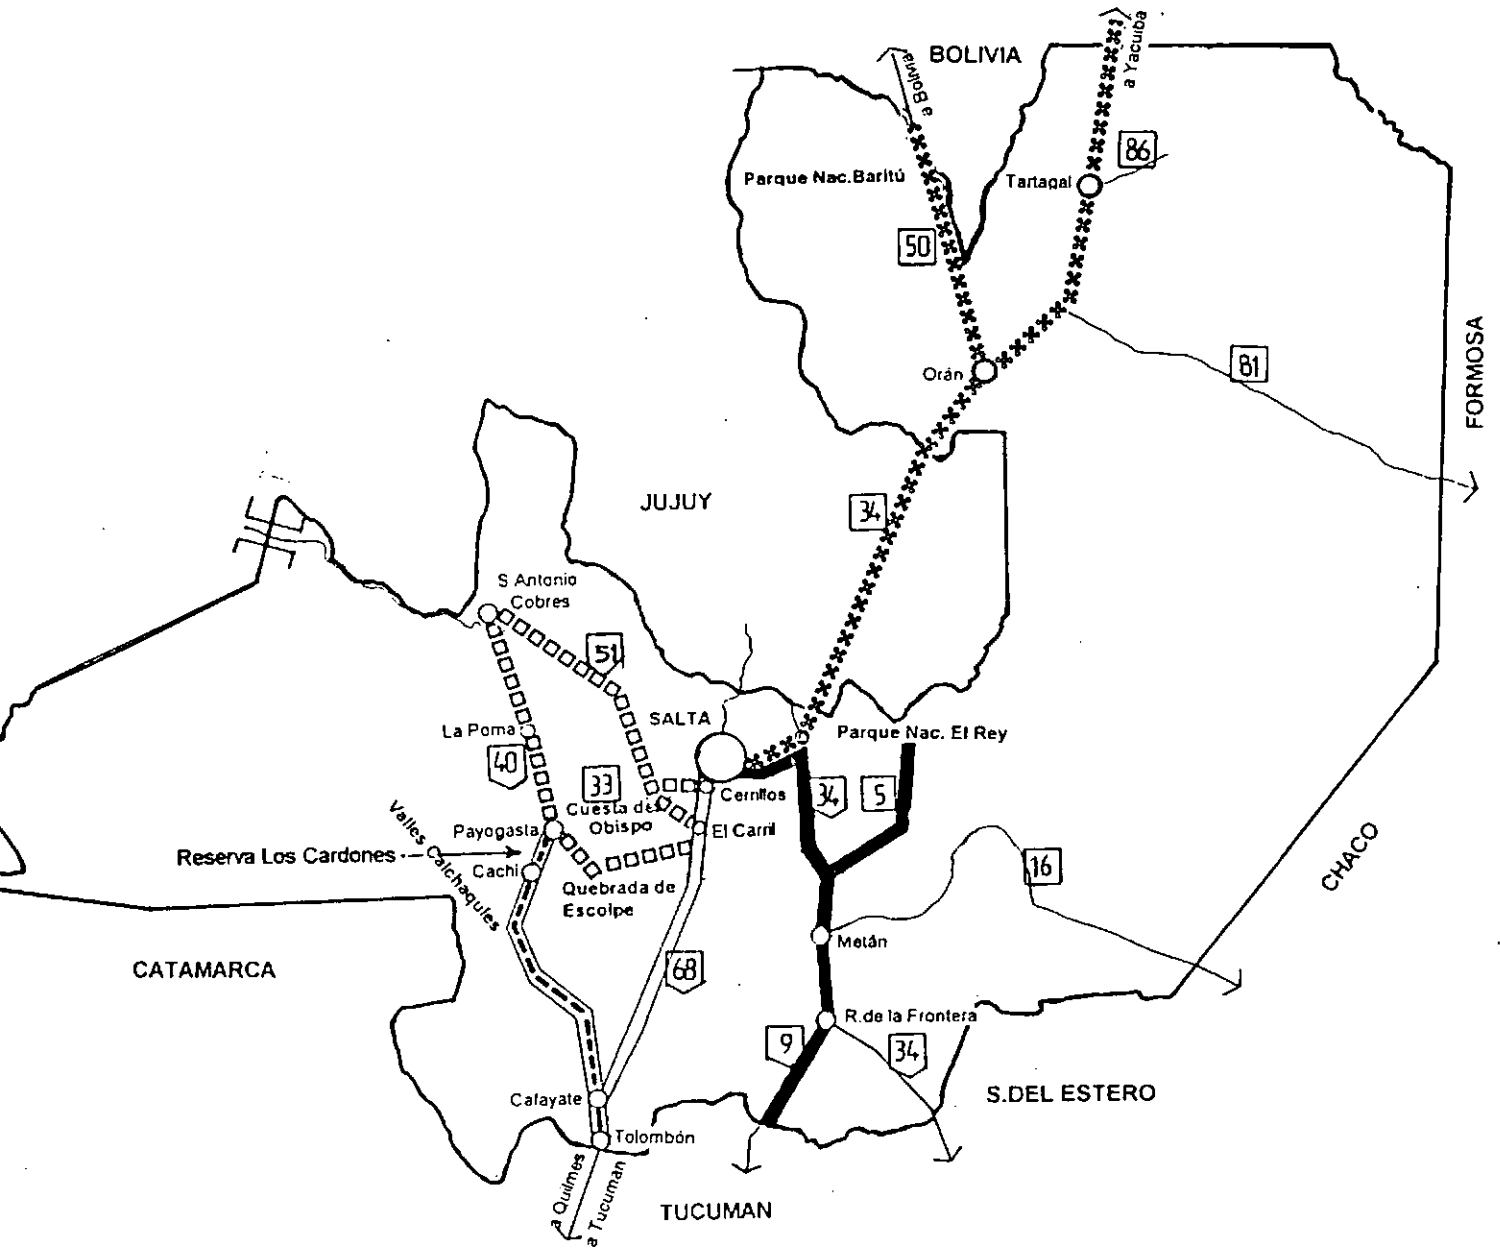 BOLIVIA
a Bolivia
a Yacuiba
86
Parque Nac.Baritú
Tartagal
50
81
FORMOSA
Orán
JUJUY
34
S Antonio
Cobres
51
SALTA
Parque Nac. El Rey
La Poma
40
33
Cerrillos
34
5
Cuesta del
Obispo
Payogasta
El Carril
Valles Calchaquíes
Reserva Los Cardones
Cachi
Quebrada de
Escoipe
16
CHACO
Metán
68
CATAMARCA
R.de la Frontera
9
34
Cafayate
S.DEL ESTERO
Tolombón
a Quilmes
a Tucuman
TUCUMAN